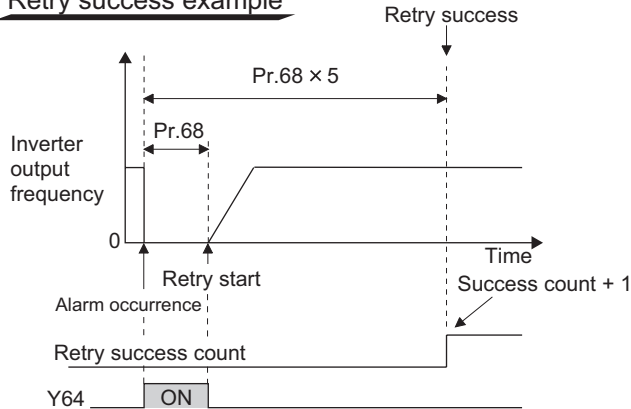 Retry success example
Retry success
Pr.68 × 5
Pr.68
Inverter
output
frequency
0
Time
Retry start
Success count + 1
Alarm occurrence
Retry success count
Y64
ON